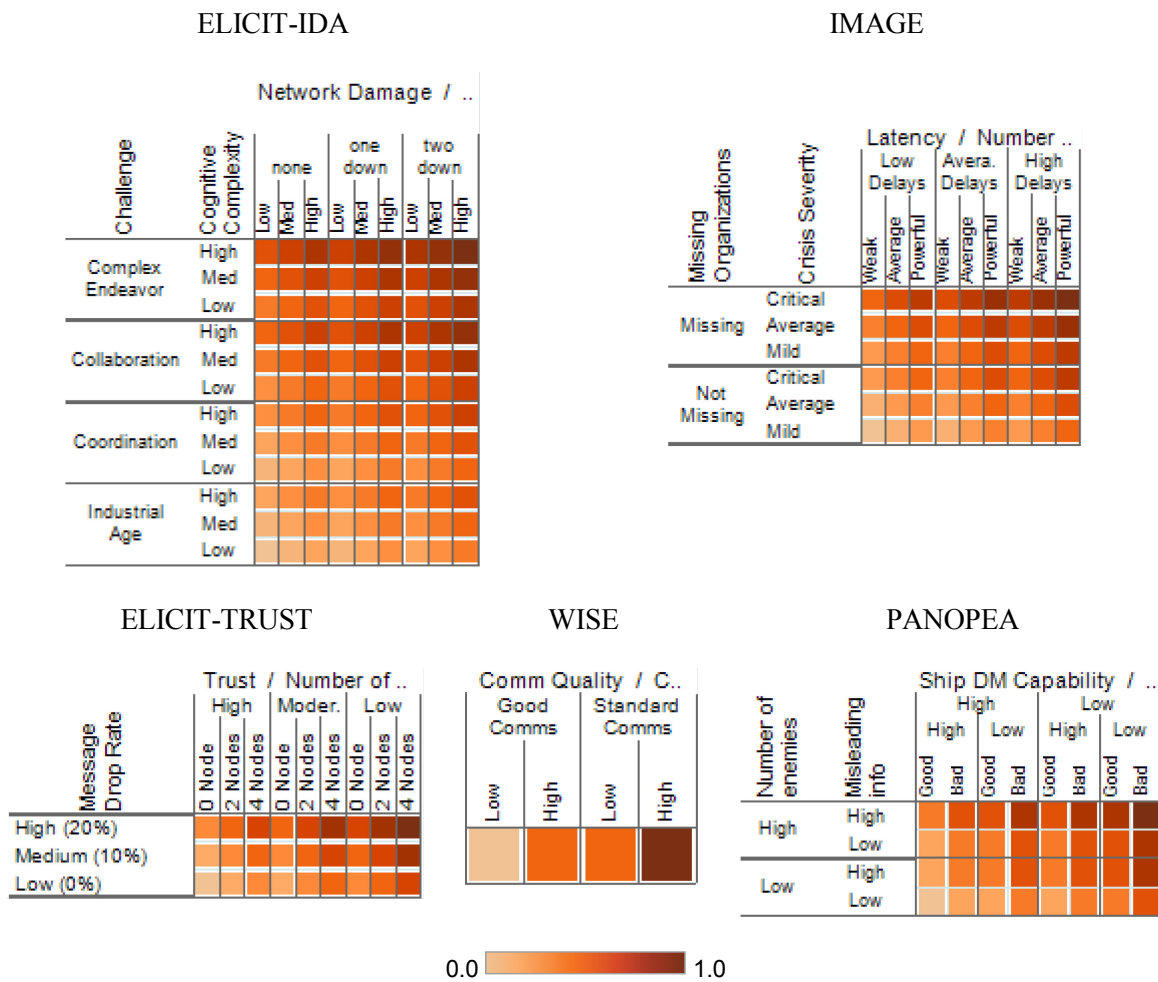 ELICIT-IDA
IMAGE
Network Damage / ..
Challenge
Cognitive
Complexity
none
one
down
two
down
Low
Med
High
Low
Med
High
Low
Med
High
Complex
Endeavor
High
Med
Low
Collaboration
High
Med
Low
Coordination
High
Med
Low
Industrial
Age
High
Med
Low
Latency / Number ..
Missing
Organizations
Crisis Severity
Low
Delays
Avera.
Delays
High
Delays
Weak
Average
Powerful
Weak
Average
Powerful
Weak
Average
Powerful
Missing
Critical
Average
Mild
Not
Missing
Critical
Average
Mild
ELICIT-TRUST
WISE
PANOPEA
Trust / Number of ..
Message
Drop Rate
High
Moder.
Low
0 Node
2 Nodes
4 Nodes
0 Node
2 Nodes
4 Nodes
0 Node
2 Nodes
4 Nodes
High (20%)
Medium (10%)
Low (0%)
Comm Quality / C..
Good
Comms
Standard
Comms
Low
High
Low
High
Ship DM Capability / ..
Number of
enemies
Misleading
info
High
Low
High
Low
High
Low
Good
Bad
Good
Bad
Good
Bad
Good
Bad
High
High
Low
Low
High
Low
0.0
1.0